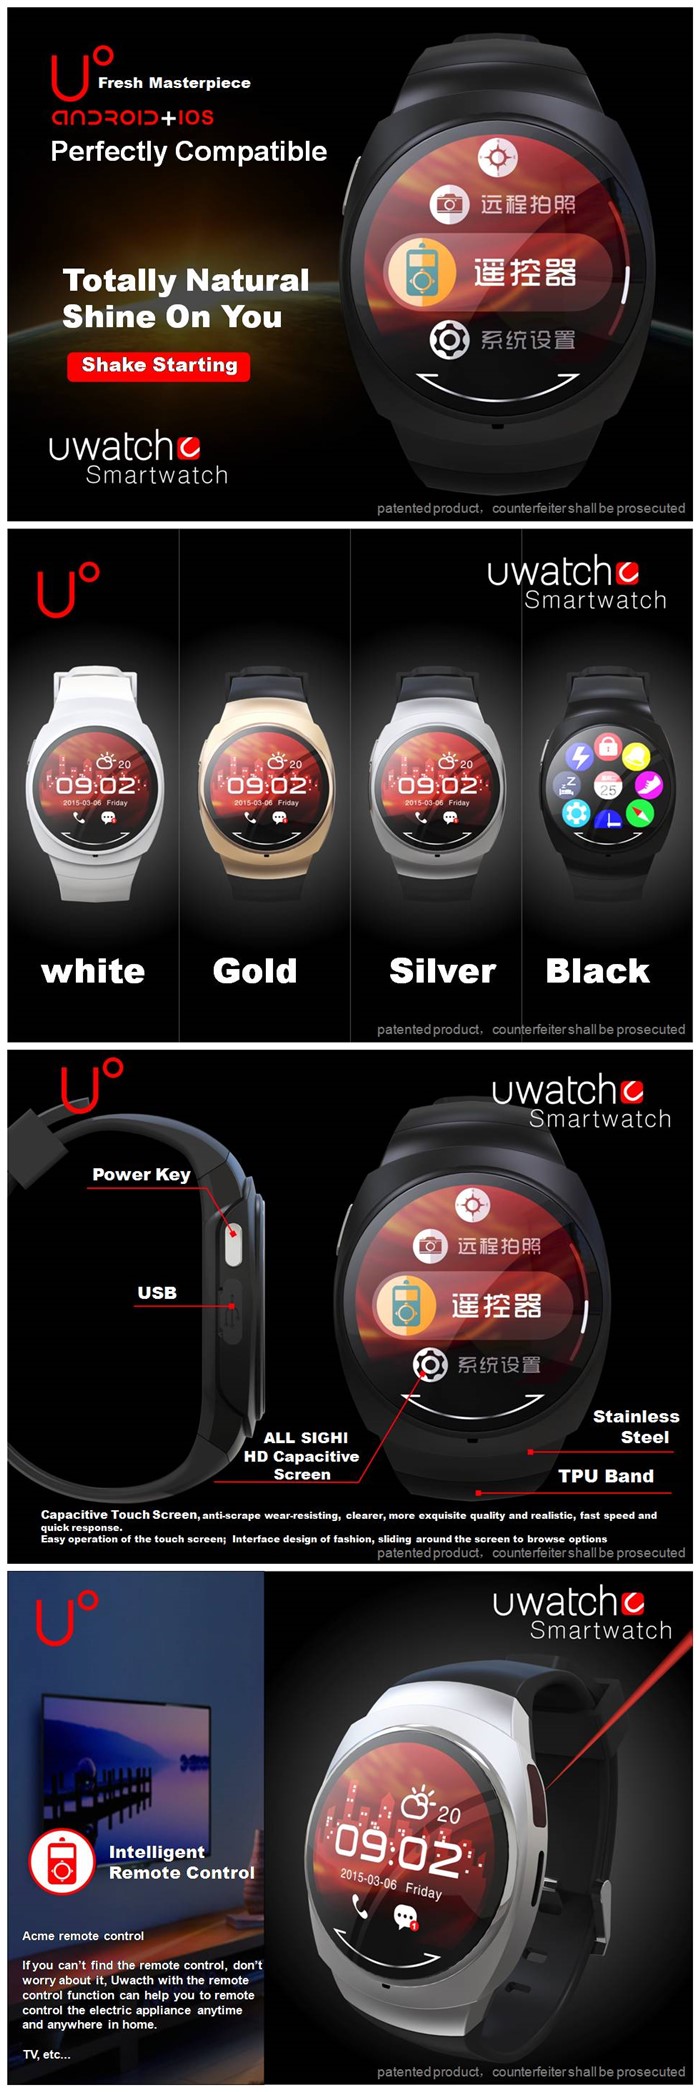 U°
Fresh Masterpiece
ANDROID+IOS
Perfectly Compatible
Totally Natural
Shine On You
Shake Starting
uwatch
Smartwatch
远程拍照
遥控器
系统设置
patented product，counterfeiter shall be prosecuted
U°
uwatch
Smartwatch
20
09:02
2015-03-06 Friday
20
09:02
2015-03-06 Friday
20
09:02
2015-03-06 Friday
25
white
Gold
Silver
Black
patented product，counterfeiter shall be prosecuted
U°
uwatch
Smartwatch
Power Key
USB
远程拍照
遥控器
系统设置
ALL SIGHI
HD Capacitive
Screen
Stainless
Steel
TPU Band
Capacitive Touch Screen, anti-scrape wear-resisting, clearer, more exquisite quality and realistic, fast speed and
quick response.
Easy operation of the touch screen; Interface design of fashion, sliding around the screen to browse options
patented product，counterfeiter shall be prosecuted
U°
uwatch
Smartwatch
Intelligent
Remote Control
20
09:02
2015-03-06 Friday
1
Acme remote control
If you can't find the remote control, don't
worry about it, Uwacth with the remote
control function can help you to remote
control the electric appliance anytime
and anywhere in home.
TV, etc...
patented product，counterfeiter shall be prosecuted